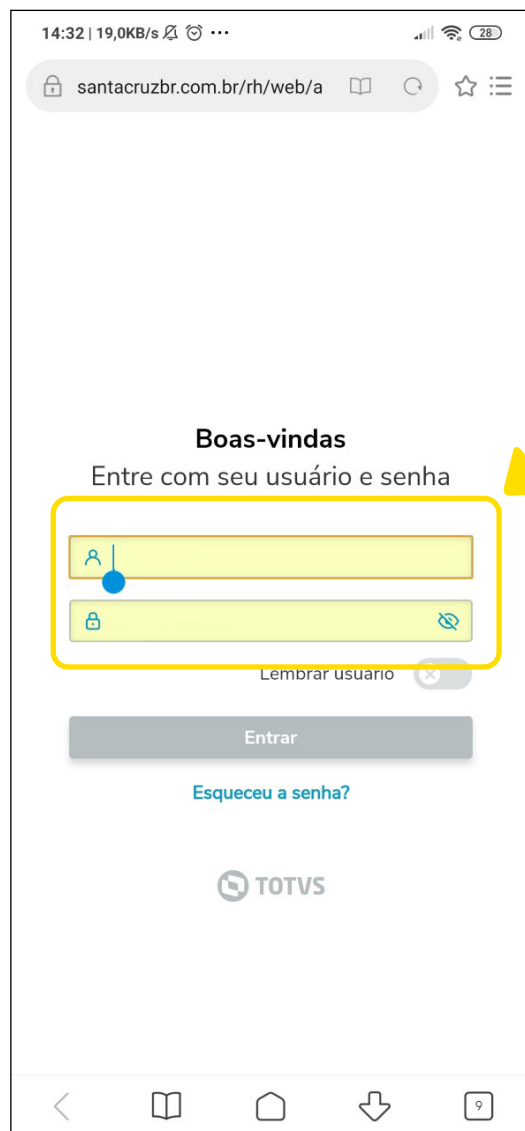 14:32 | 19,0KB/s
28
santacruzbr.com.br/rh/web/a
Boas-vindas
Entre com seu usuário e senha
Lembrar usuário
Entrar
Esqueceu a senha?
TOTVS
9